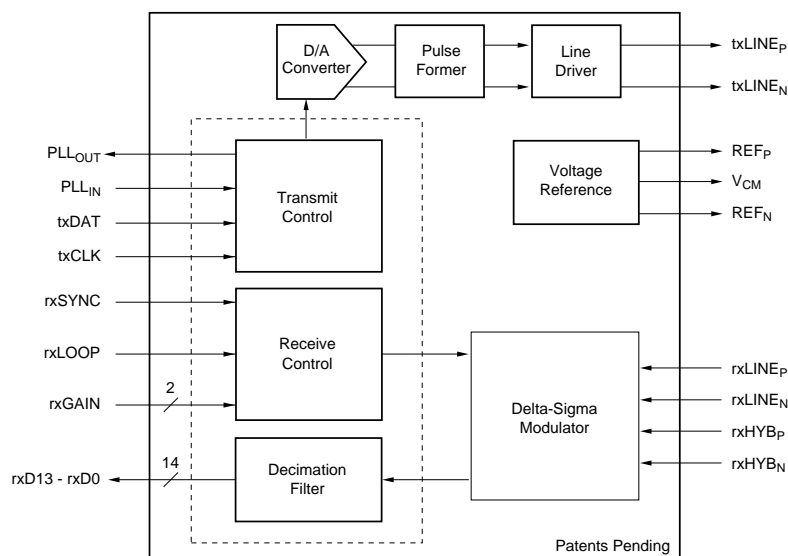 D/A
Converter
Pulse
Former
Line
Driver
txLINEP
txLINEN
PLLOUT
PLLIN
txDAT
txCLK
Transmit
Control
Voltage
Reference
REFP
VCM
REFN
rxSYNC
rxLOOP
rxGAIN
2
Receive
Control
Delta-Sigma
Modulator
rxLINEP
rxLINEN
rxHYBP
rxHYBN
rxD13 - rxD0
14
Decimation
Filter
Patents Pending